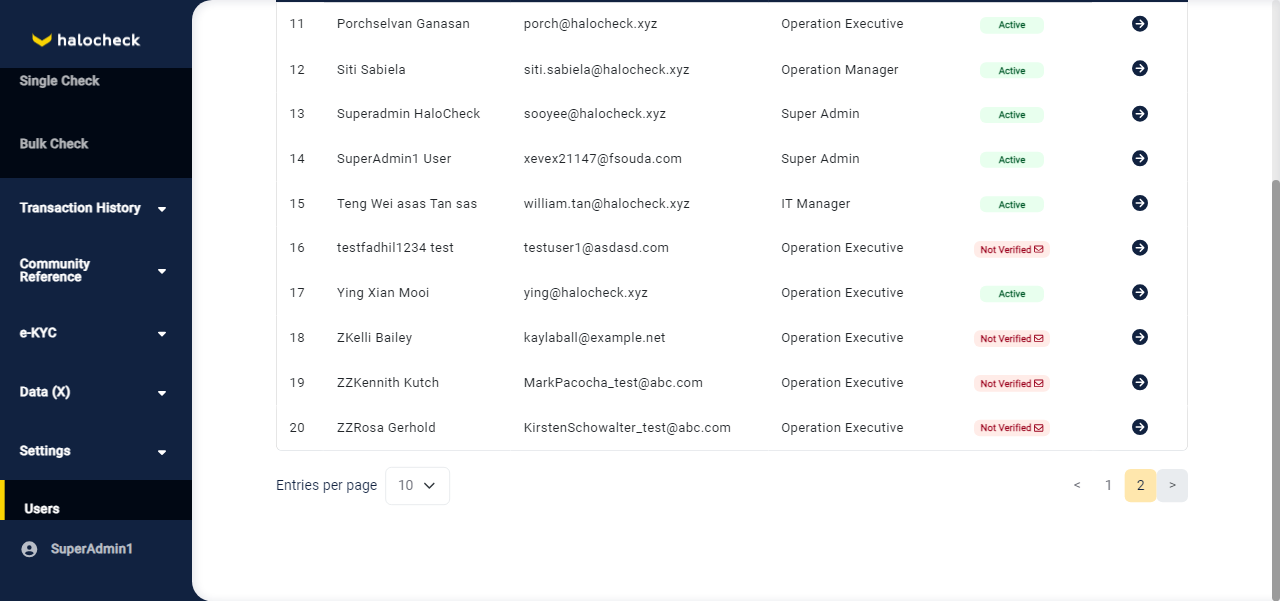 halocheck
Single Check
Bulk Check
Transaction History
Community
Reference
e-KYC
Data (X)
Settings
Users
SuperAdmin1
11 Porchselvan Ganasan porch@halocheck.xyz Operation Executive Active
12 Siti Sabiela siti.sabiela@halocheck.xyz Operation Manager Active
13 Superadmin HaloCheck sooyee@halocheck.xyz Super Admin Active
14 SuperAdmin1 User xevex21147@fsouda.com Super Admin Active
15 Teng Wei asas Tan sas william.tan@halocheck.xyz IT Manager Active
16 testfadhil1234 test testuser1@asdasd.com Operation Executive Not Verified
17 Ying Xian Mooi ying@halocheck.xyz Operation Executive Active
18 ZKelli Bailey kaylaball@example.net Operation Executive Not Verified
19 ZZKennith Kutch MarkPacocha_test@abc.com Operation Executive Not Verified
20 ZZRosa Gerhold KirstenSchowalter_test@abc.com Operation Executive Not Verified
Entries per page 10 < 1 2 >